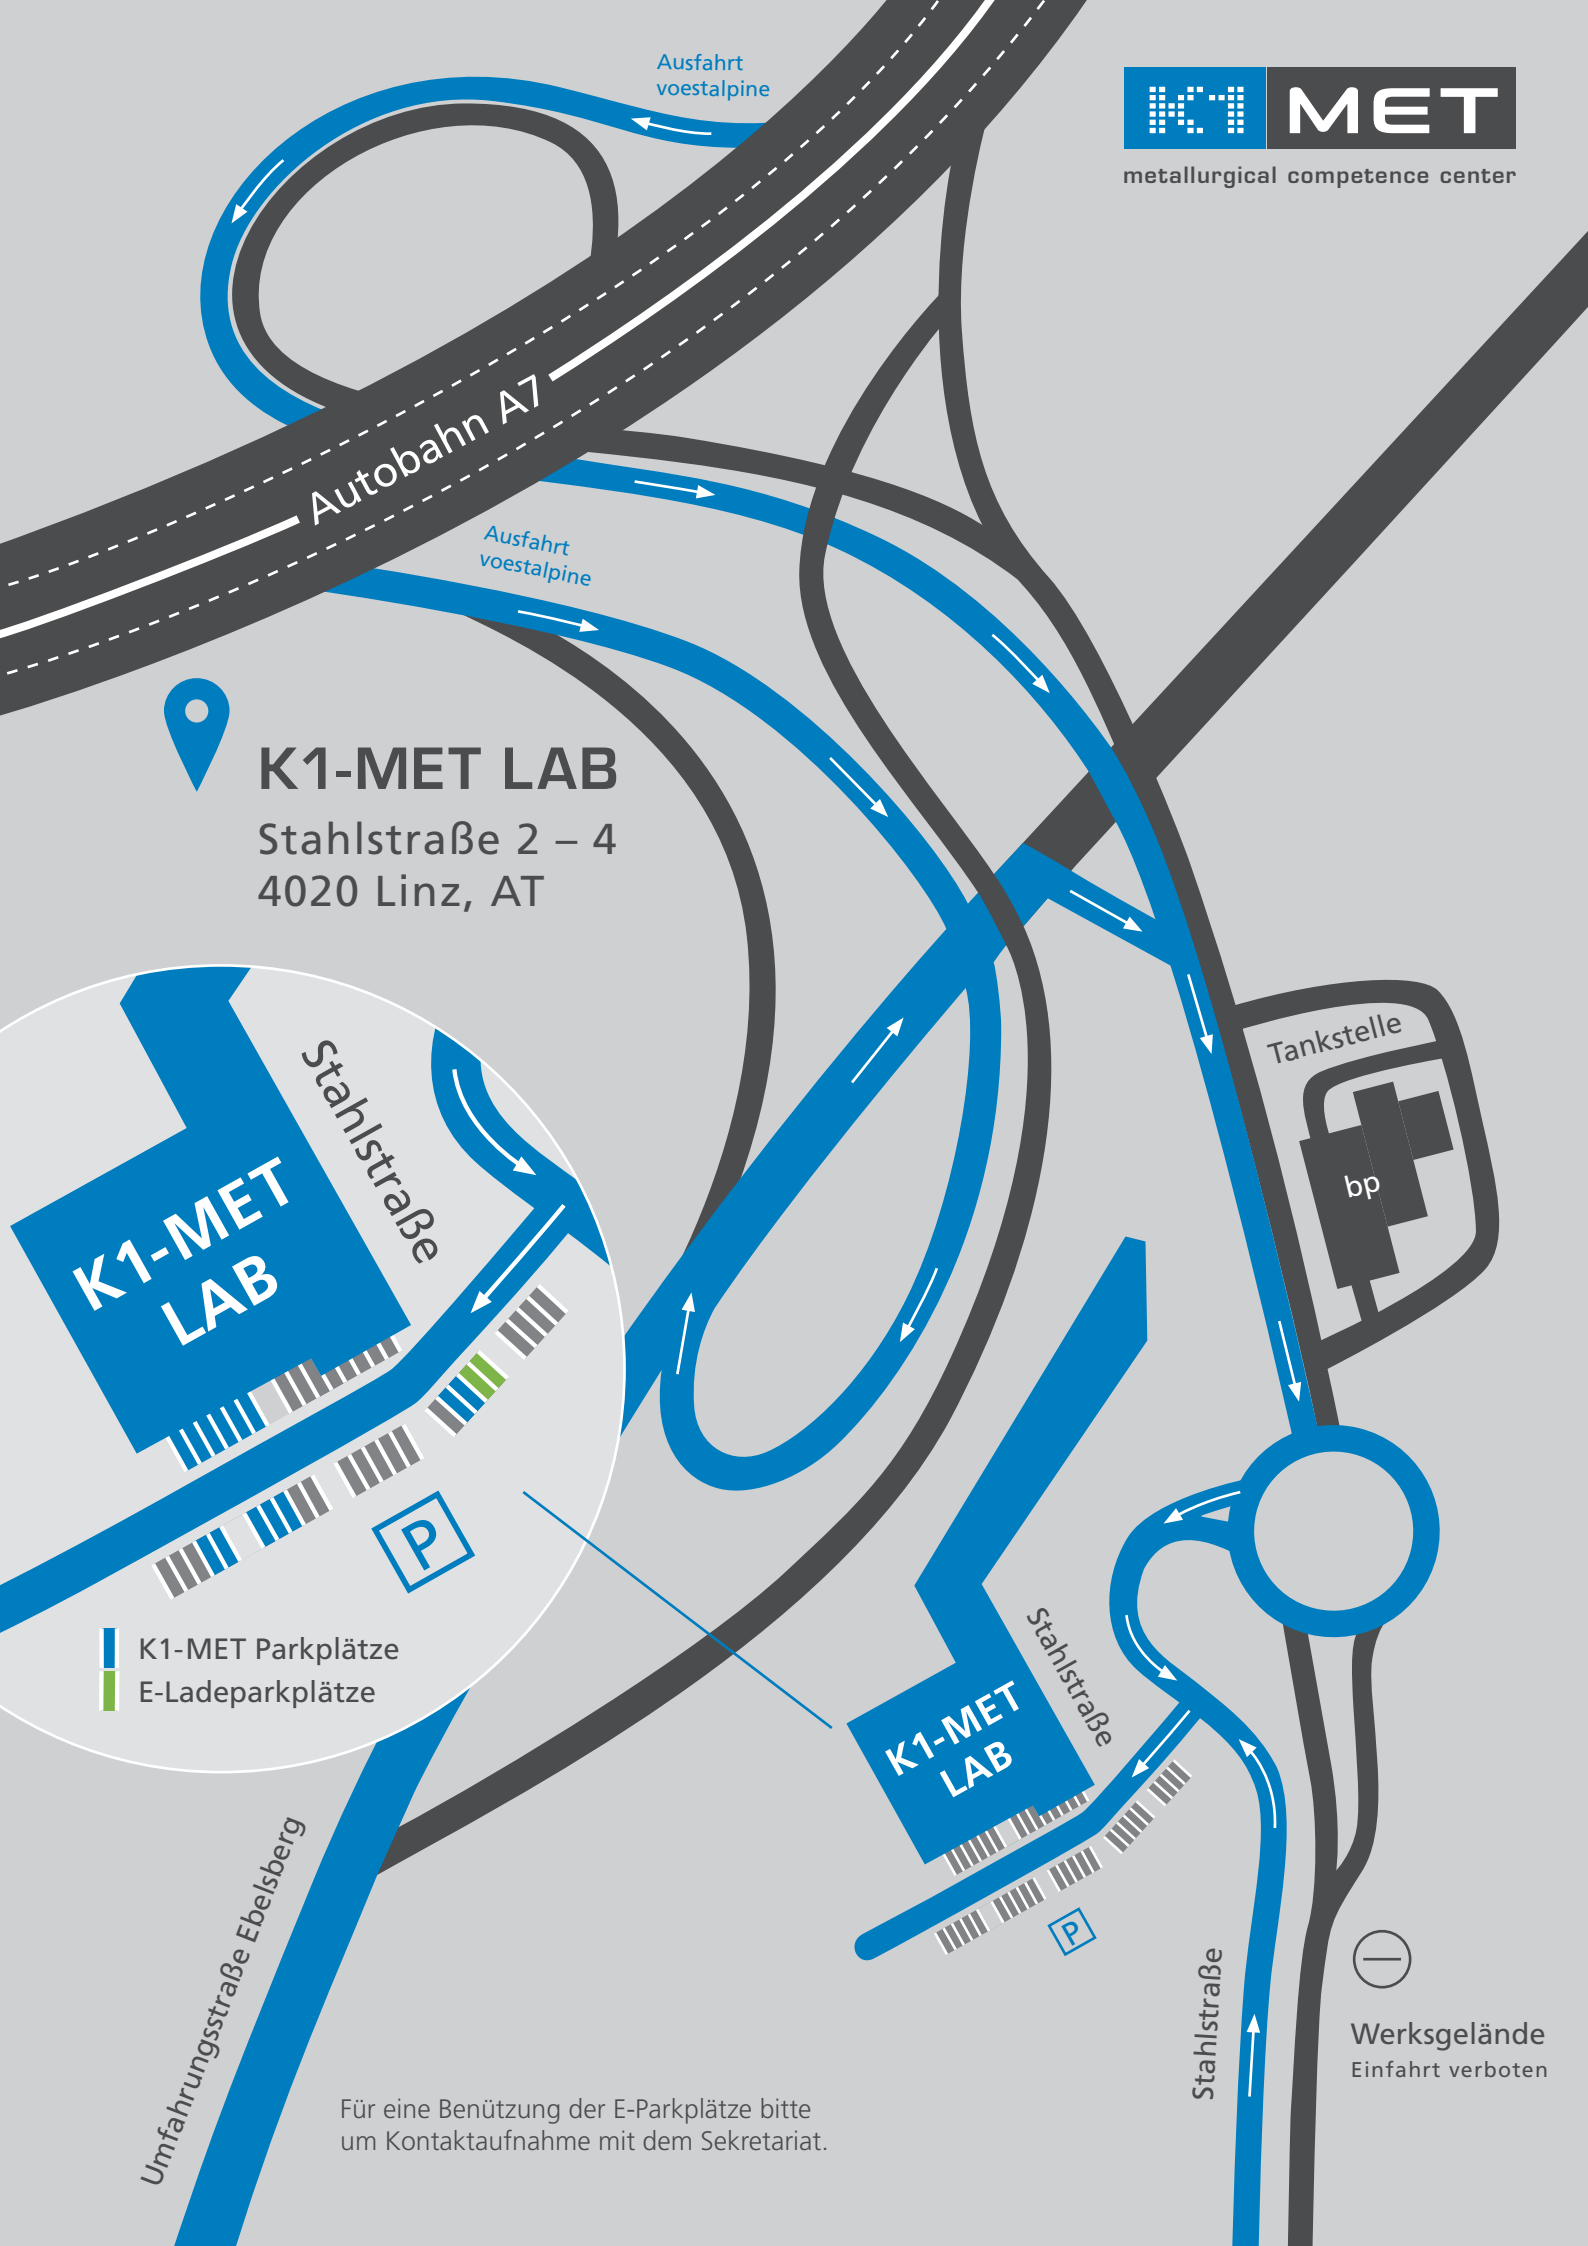 Ausfahrt
voestalpine
K1 MET
metallurgical competence center
Autobahn A7
Ausfahrt
voestalpine
K1-MET LAB
Stahlstraße 2 – 4
4020 Linz, AT
Tankstelle
bp
Stahlstraße
K1-MET
LAB
P
K1-MET Parkplätze
E-Ladeparkplätze
Stahlstraße
K1-MET
LAB
P
Umfahrungsstraße Ebelsberg
Stahlstraße
Werksgelände
Einfahrt verboten
Für eine Benützung der E-Parkplätze bitte
um Kontaktaufnahme mit dem Sekretariat.